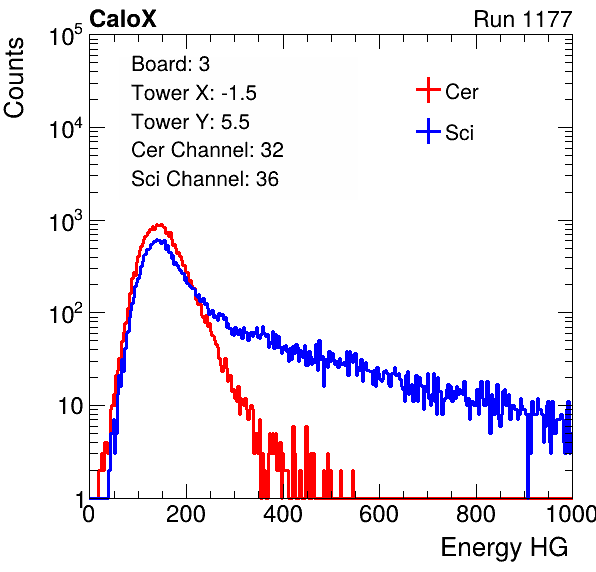 CaloX Run 1177
Counts
10^5
10^4
10^3
10^2
10
1
Board: 3
Tower X: -1.5
Tower Y: 5.5
Cer Channel: 32
Sci Channel: 36
Cer
Sci
0 200 400 600 800 1000
Energy HG